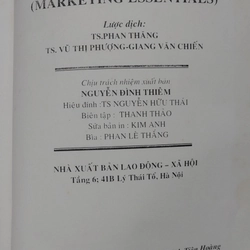 (MARKETING ESSENTIALS)
Lược dịch:
TS.PHAN THĂNG
TS. VŨ THỊ PHƯỢNG-GIANG VĂN CHIẾN
Chịu trách nhiệm xuất bản
NGUYỄN ĐÌNH THIÊM
Hiệu đính :TS NGUYỄN HỮU THÁI
Biên tập : THANH THẢO
Sửa bản in : KIM ANH
Bìa : PHAN LÊ THĂNG
NHÀ XUẤT BẢN LAO ĐỘNG – XÃ HỘI
Tầng 6; 41B Lý Thái Tổ, Hà Nội
Hoàng